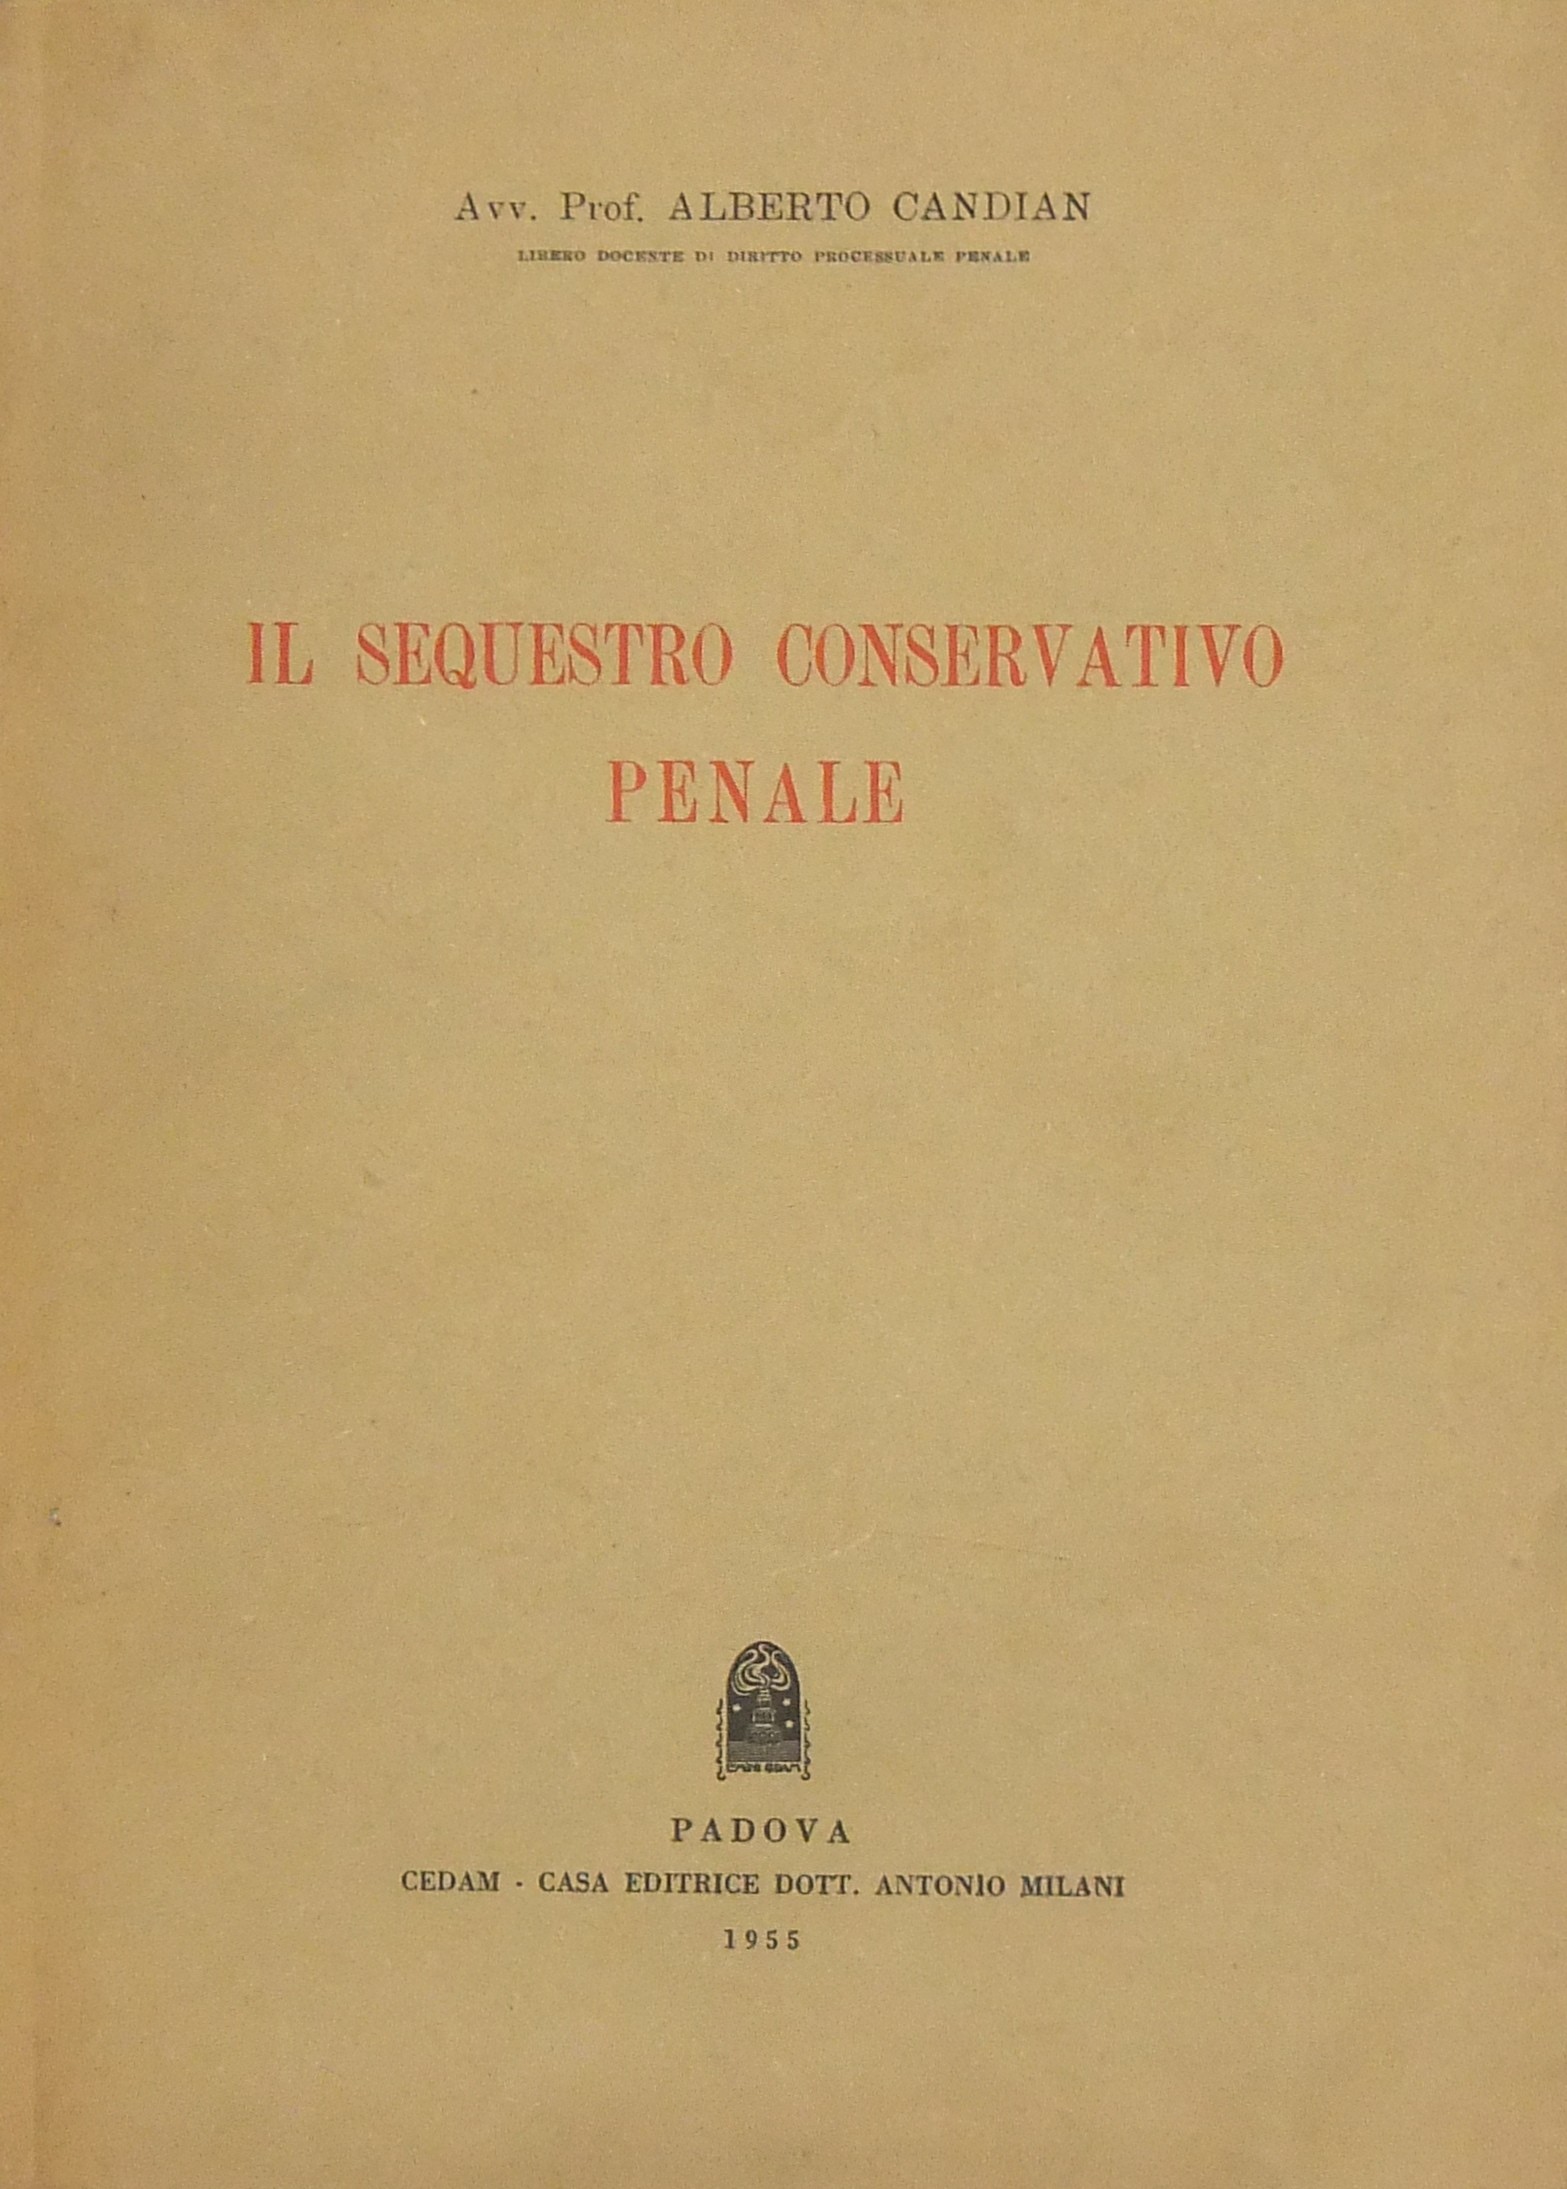 Avv. Prof. ALBERTO CANDIAN
LIBERO DOCENTE DI DIRITTO PROCESSUALE PENALE
IL SEQUESTRO CONSERVATIVO
PENALE
PADOVA
CEDAM - CASA EDITRICE DOTT. ANTONIO MILANI
1955